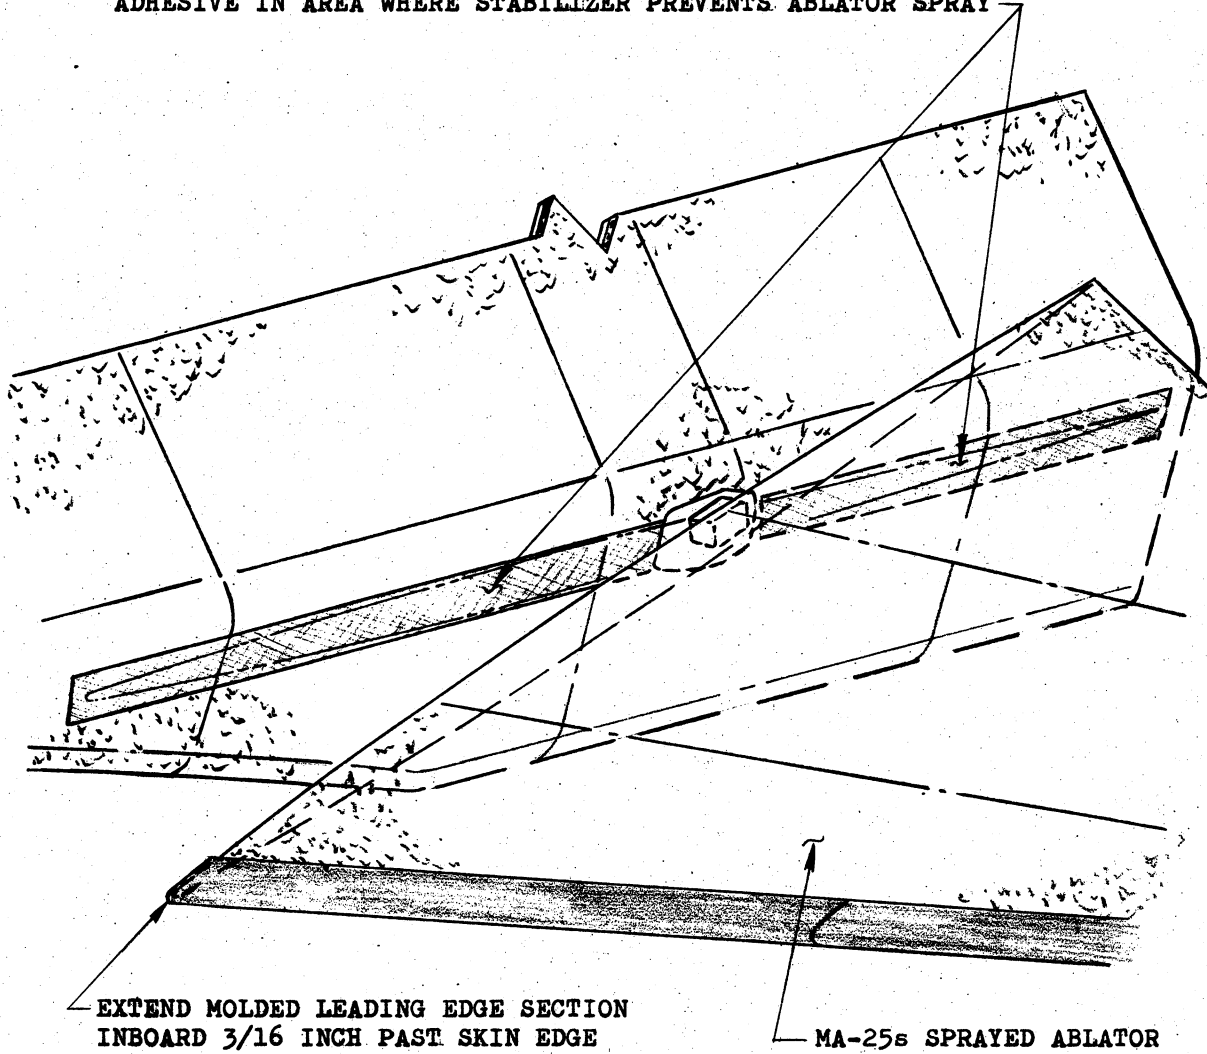 ADHESIVE IN AREA WHERE STABILIZER PREVENTS ABLATOR SPRAY
EXTEND MOLDED LEADING EDGE SECTION
INBOARD 3/16 INCH PAST SKIN EDGE
MA-25s SPRAYED ABLATOR